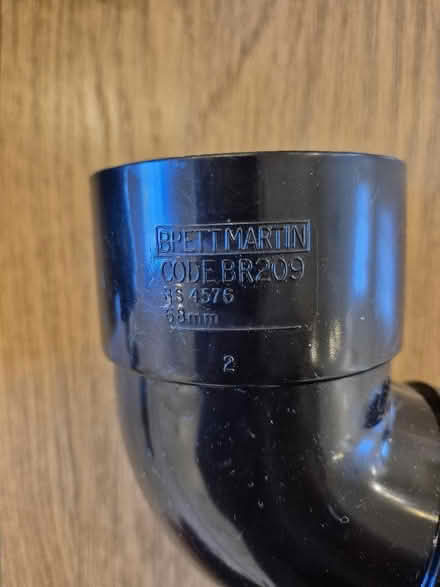 BRETT MARTIN
CODE BR209
BS 4576
68mm
2